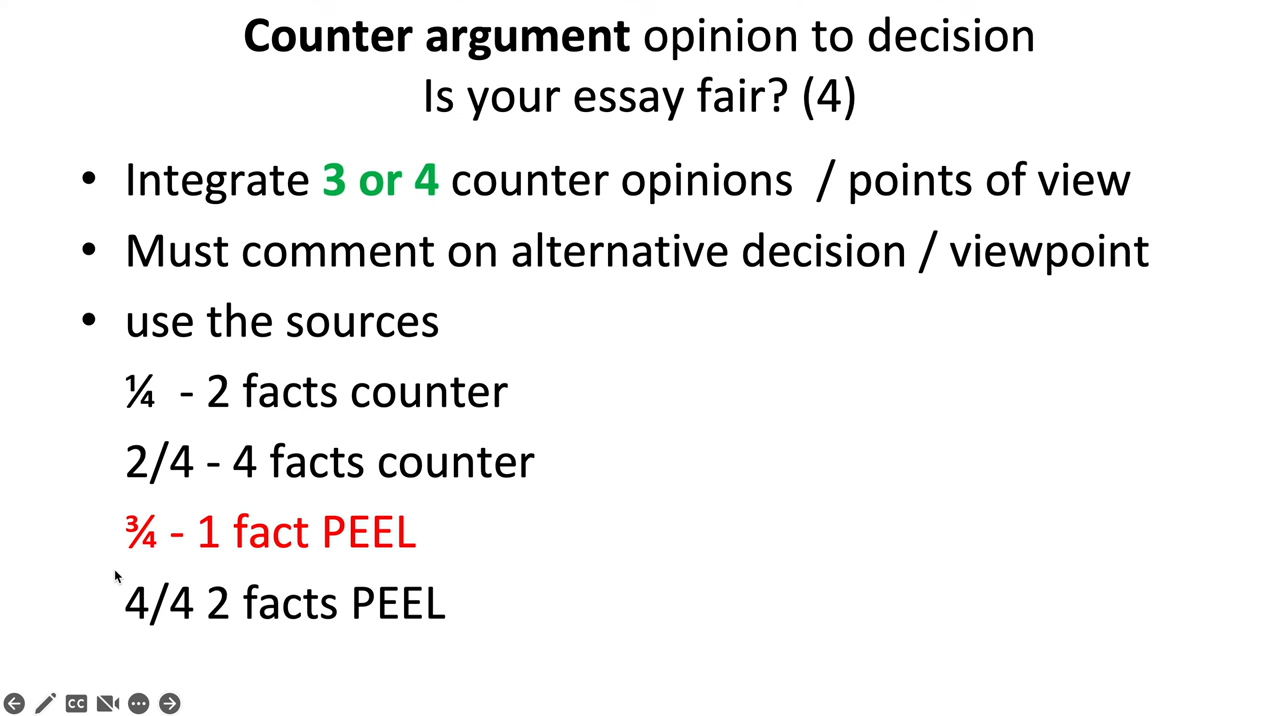 Counter argument opinion to decision
Is your essay fair? (4)
• Integrate 3 or 4 counter opinions / points of view
• Must comment on alternative decision / viewpoint
• use the sources
¼ - 2 facts counter
2/4 - 4 facts counter
¾ - 1 fact PEEL
4/4 2 facts PEEL
CC